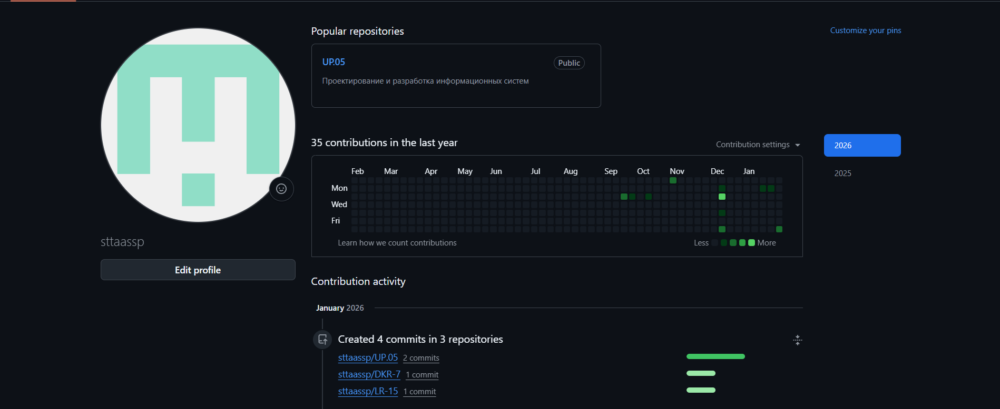 Popular repositories
Customize your pins
UP.05
Public
Проектирование и разработка информационных систем
35 contributions in the last year
Contribution settings
2026
2025
Feb Mar Apr May Jun Jul Aug Sep Oct Nov Dec Jan
Mon
Wed
Fri
Learn how we count contributions
Less More
sttaassp
Edit profile
Contribution activity
January 2026
Created 4 commits in 3 repositories
sttaassp/UP.05 2 commits
sttaassp/DKR-7 1 commit
sttaassp/LR-15 1 commit